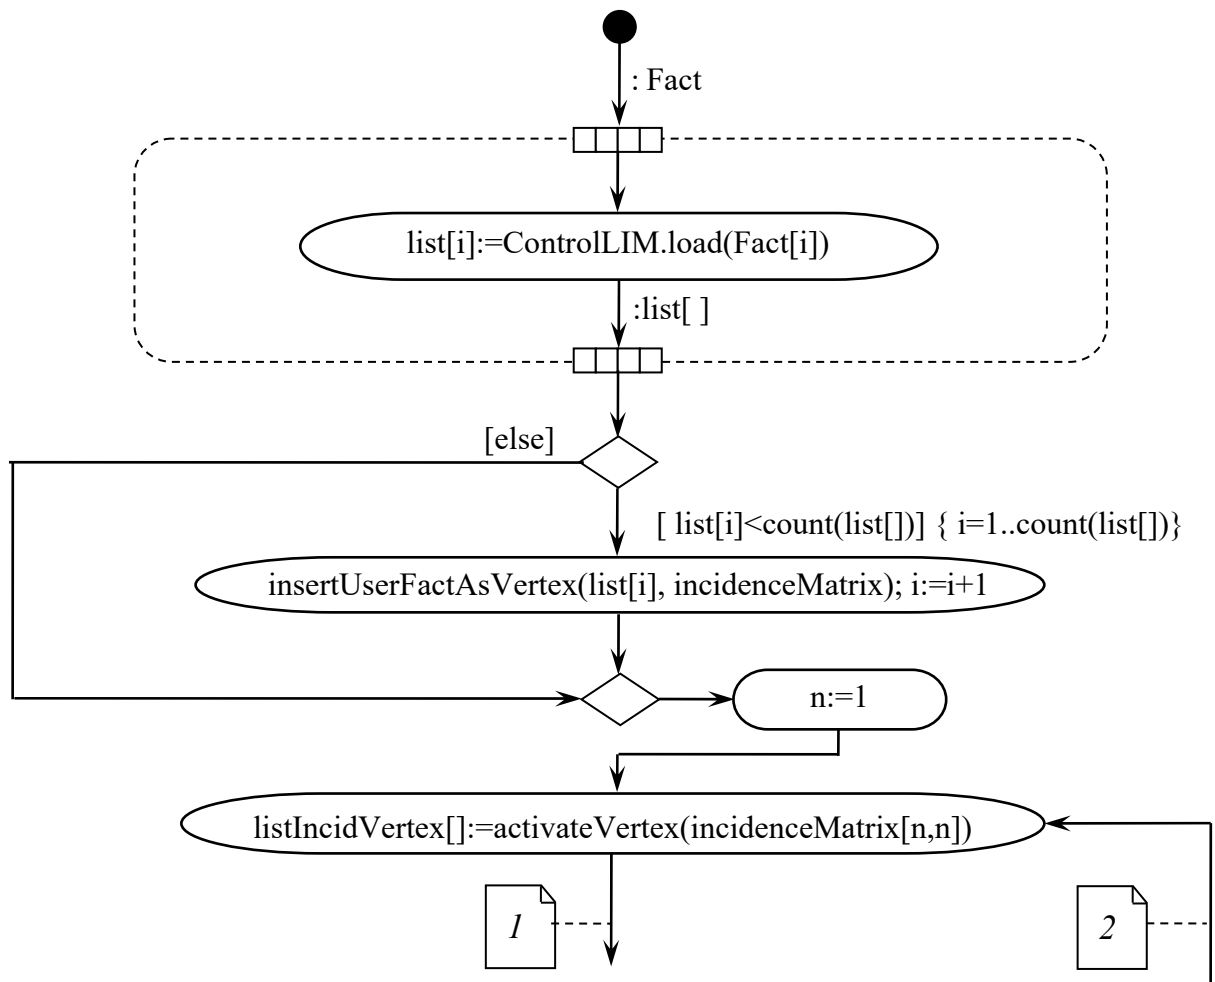 : Fact
list[i]:=ControlLIM.load(Fact[i])
:list[ ]
[else]
[ list[i]<count(list[])] { i=1..count(list[])}
insertUserFactAsVertex(list[i], incidenceMatrix); i:=i+1
n:=1
listIncidVertex[]:=activateVertex(incidenceMatrix[n,n])
1
2